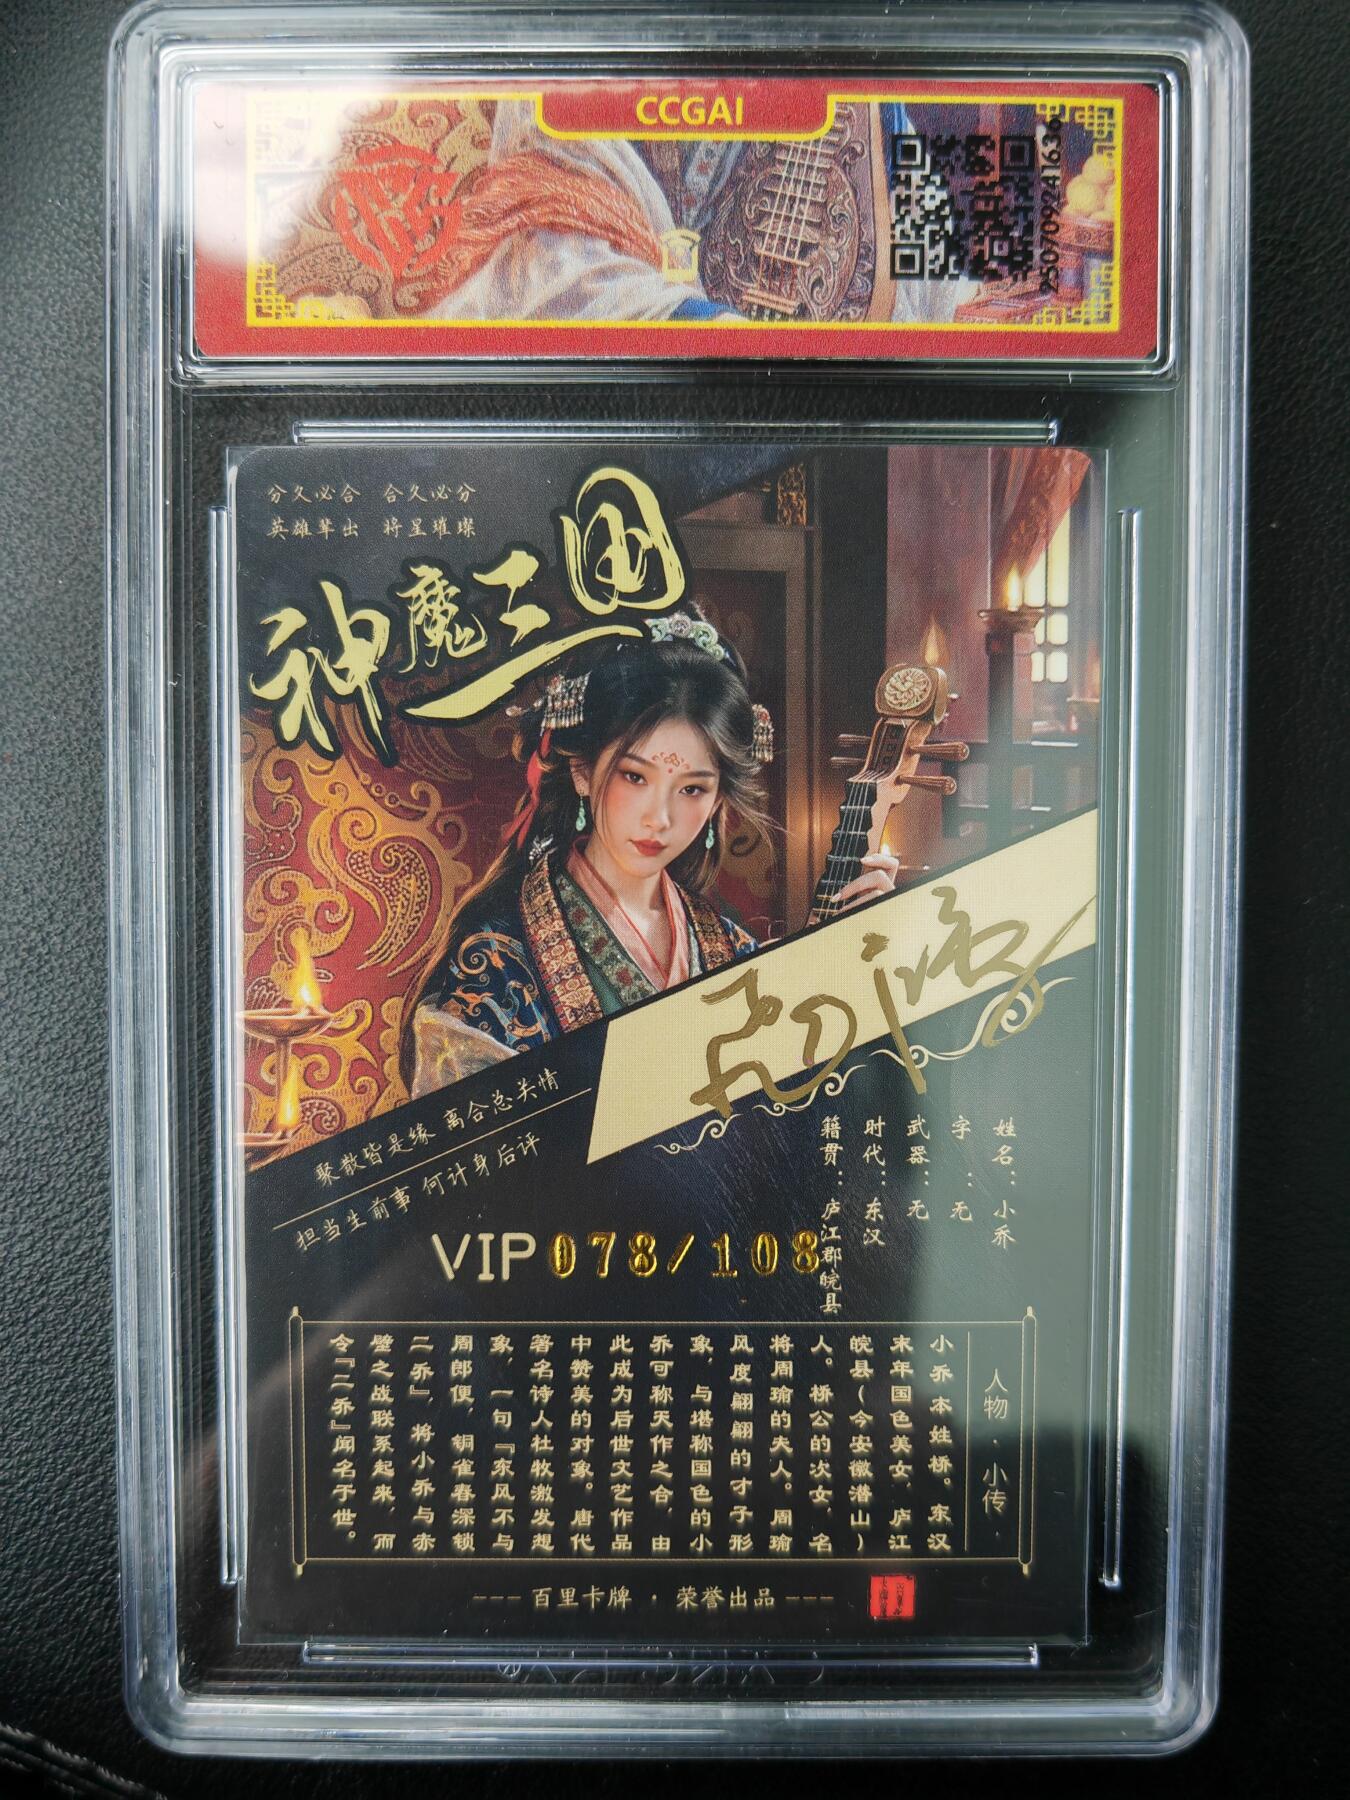 CCGAI
2507092241636
分久必合 合久必分
英雄辈出 将星璀璨
神魔三国
聚散皆是缘 离合总关情
担当生前事 何计身后评
姓名：小乔
字：无
武器：无
时代：东汉
籍贯：庐江郡皖县
VIP 078/108
人物·小传·
小乔本姓桥。东汉
末年国色美女，庐江
皖县(今安徽潜山)
人。桥公的次女，名
将周瑜的夫人。周瑜
风度翩翩的才子形
象，与堪称国色的小
乔可称天作之合，由
此成为后世文艺作品
中赞美的对象。唐代
著名诗人杜牧激发想
象，一句『东风不与
周郎便，铜雀春深锁
二乔』，将小乔与赤
壁之战联系起来，而
令『二乔』闻名于世。
--- 百里卡牌 · 荣誉出品 ---